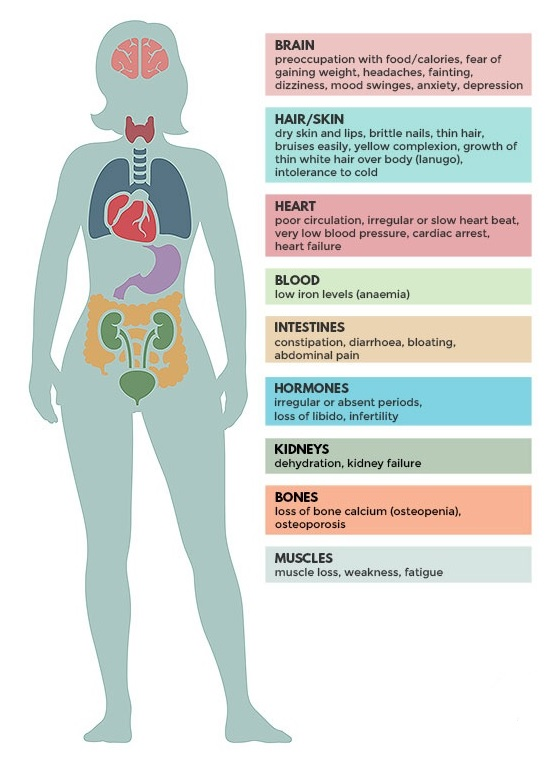 BRAIN
preoccupation with food/calories, fear of
gaining weight, headaches, fainting,
dizziness, mood swinges, anxiety, depression
HAIR/SKIN
dry skin and lips, brittle nails, thin hair,
bruises easily, yellow complexion, growth of
thin white hair over body (lanugo),
intolerance to cold
HEART
poor circulation, irregular or slow heart beat,
very low blood pressure, cardiac arrest,
heart failure
BLOOD
low iron levels (anaemia)
INTESTINES
constipation, diarrhoea, bloating,
abdominal pain
HORMONES
irregular or absent periods,
loss of libido, infertility
KIDNEYS
dehydration, kidney failure
BONES
loss of bone calcium (osteopenia),
osteoporosis
MUSCLES
muscle loss, weakness, fatigue